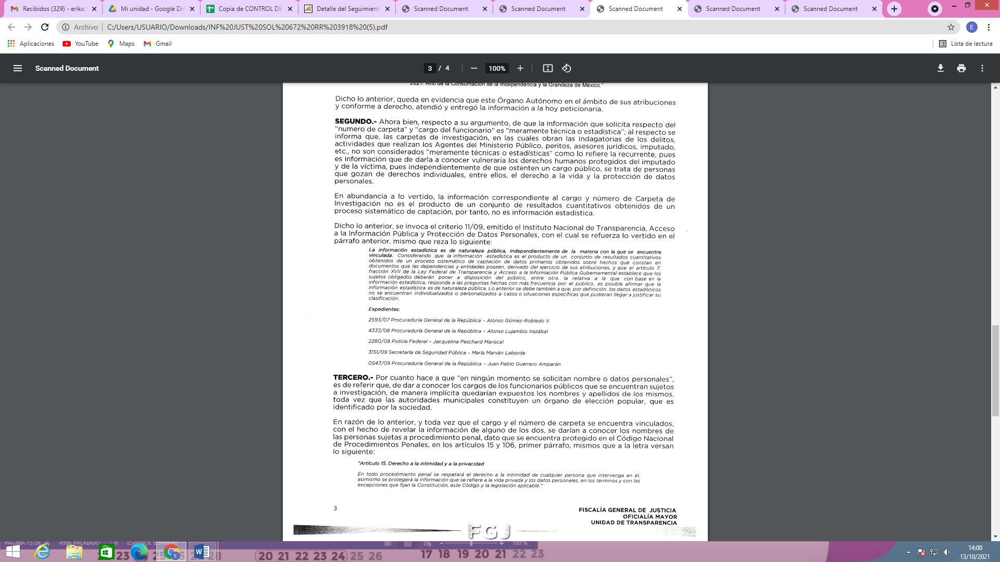 Recibidos (329) - erika.f
Mi unidad - Google Dri
Copia de CONTROL DE
Detalle del Seguimiento
Scanned Document
Scanned Document
Scanned Document
Scanned Document
Scanned Document
Archivo
C:/Users/USUARIO/Downloads/INF%20JUST%20SOL%20672%20RR%203918%20(5).pdf
E
Aplicaciones
YouTube
Maps
Gmail
Lista de lectura
Scanned Document
3 / 4
100%
2021. Año de la Consumación de la Independencia y la Grandeza de México."
Dicho lo anterior, queda en evidencia que este Órgano Autónomo en el ámbito de sus atribuciones
y conforme a derecho, atendió y entregó la información a la hoy peticionaria.
SEGUNDO.- Ahora bien, respecto a su argumento, de que la información que solicita respecto del
"numero de carpeta" y "cargo del funcionario" es "meramente técnica o estadística"; al respecto se
informa que, las carpetas de investigación, en las cuales obran las indagatorias de los delitos,
actividades que realizan los Agentes del Ministerio Público, peritos, asesores jurídicos, imputado,
etc., no son considerados "meramente técnicas o estadísticas" como lo refiere la recurrente, pues
es información que de darla a conocer vulneraría los derechos humanos protegidos del imputado
y de la víctima, pues independientemente de que ostenten un cargo público, se trata de personas
que gozan de derechos individuales, entre ellos, el derecho a la vida y la protección de datos
personales.
En abundancia a lo vertido, la información correspondiente al cargo y número de Carpeta de
Investigación no es el producto de un conjunto de resultados cuantitativos obtenidos de un
proceso sistemático de captación, por tanto, no es información estadística.
Dicho lo anterior, se invoca el criterio 11/09, emitido el Instituto Nacional de Transparencia, Acceso
a la Información Pública y Protección de Datos Personales, con el cual se refuerza lo vertido en el
párrafo anterior, mismo que reza lo siguiente:
La información estadística es de naturaleza pública, independientemente de la materia con la que se encuentre
vinculada. Considerando que la información estadística es el producto de un conjunto de resultados cuantitativos
obtenidos de un proceso sistemático de captación de datos primarios obtenidos sobre hechos que constan en
documentos que las dependencias y entidades poseen, derivado del ejercicio de sus atribuciones, y que el artículo 7,
fracción XVII de la Ley Federal de Transparencia y Acceso a la Información Pública Gubernamental establece que los
sujetos obligados deberán poner a disposición del público, entre otra, la relativa a la que con base en la
información estadística, responda a las preguntas hechas con más frecuencia por el público, es posible afirmar que la
información estadística es de naturaleza pública. Lo anterior se debe también a que, por definición, los datos estadísticos
no se encuentran individualizados o personalizados a casos o situaciones específicas que pudieran llegar a justificar su
clasificación.
Expedientes:
2593/07 Procuraduría General de la República – Alonso Gómez-Robledo V.
4333/08 Procuraduría General de la República – Alonso Lujambio Irazábal
2280/08 Policía Federal – Jacqueline Peschard Mariscal
3151/09 Secretaría de Seguridad Pública – María Marván Laborde
0547/09 Procuraduría General de la República – Juan Pablo Guerrero Amparán
TERCERO.- Por cuanto hace a que "en ningún momento se solicitan nombre o datos personales",
es de referir que, de dar a conocer los cargos de los funcionarios públicos que se encuentran sujetos
a investigación, de manera implícita quedarían expuestos los nombres y apellidos de los mismos,
toda vez que las autoridades municipales constituyen un órgano de elección popular, que es
identificado por la sociedad.
En razón de lo anterior, y toda vez que el cargo y el número de carpeta se encuentra vinculados,
con el hecho de revelar la información de alguno de los dos, se darían a conocer los nombres de
las personas sujetas a procedimiento penal, dato que se encuentra protegido en el Código Nacional
de Procedimientos Penales, en los artículos 15 y 106, primer párrafo, mismos que a la letra versan
lo siguiente:
"Artículo 15. Derecho a la intimidad y a la privacidad
En todo procedimiento penal se respetará el derecho a la intimidad de cualquier persona que intervenga en él,
asimismo se protegerá la información que se refiere a la vida privada y los datos personales, en los términos y con las
excepciones que fijan la Constitución, este Código y la legislación aplicable."
3
FISCALÍA GENERAL DE JUSTICIA
OFICIALÍA MAYOR
UNIDAD DE TRANSPARENCIA
FGJ
PÁGINA 15 DE 26 4996 PALABRAS ESPAÑOL (ESPAÑA)
100 %
23 25
20 21 22 23 24 25 26
17 18 19 20 21 22 23
14:00
13/10/2021